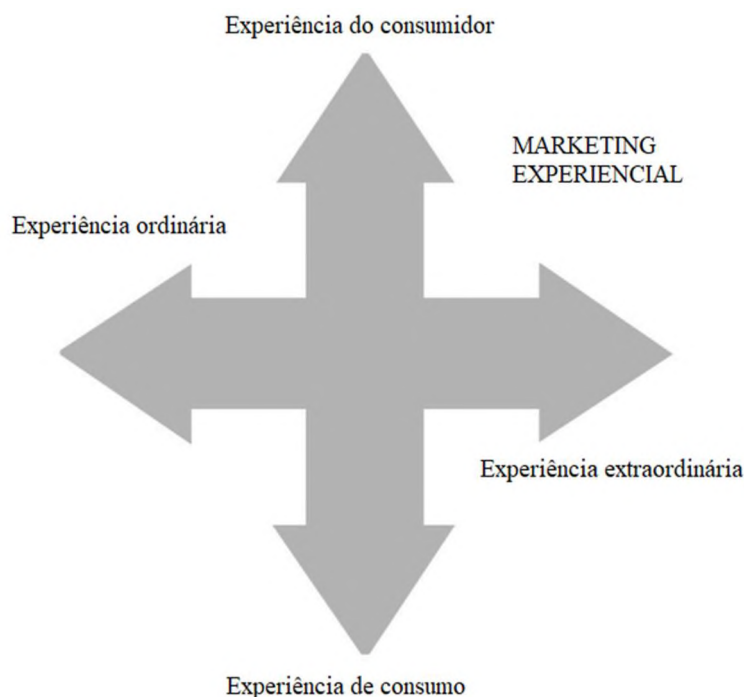 Experiência do consumidor
MARKETING
EXPERIENCIAL
Experiência ordinária
Experiência extraordinária
Experiência de consumo